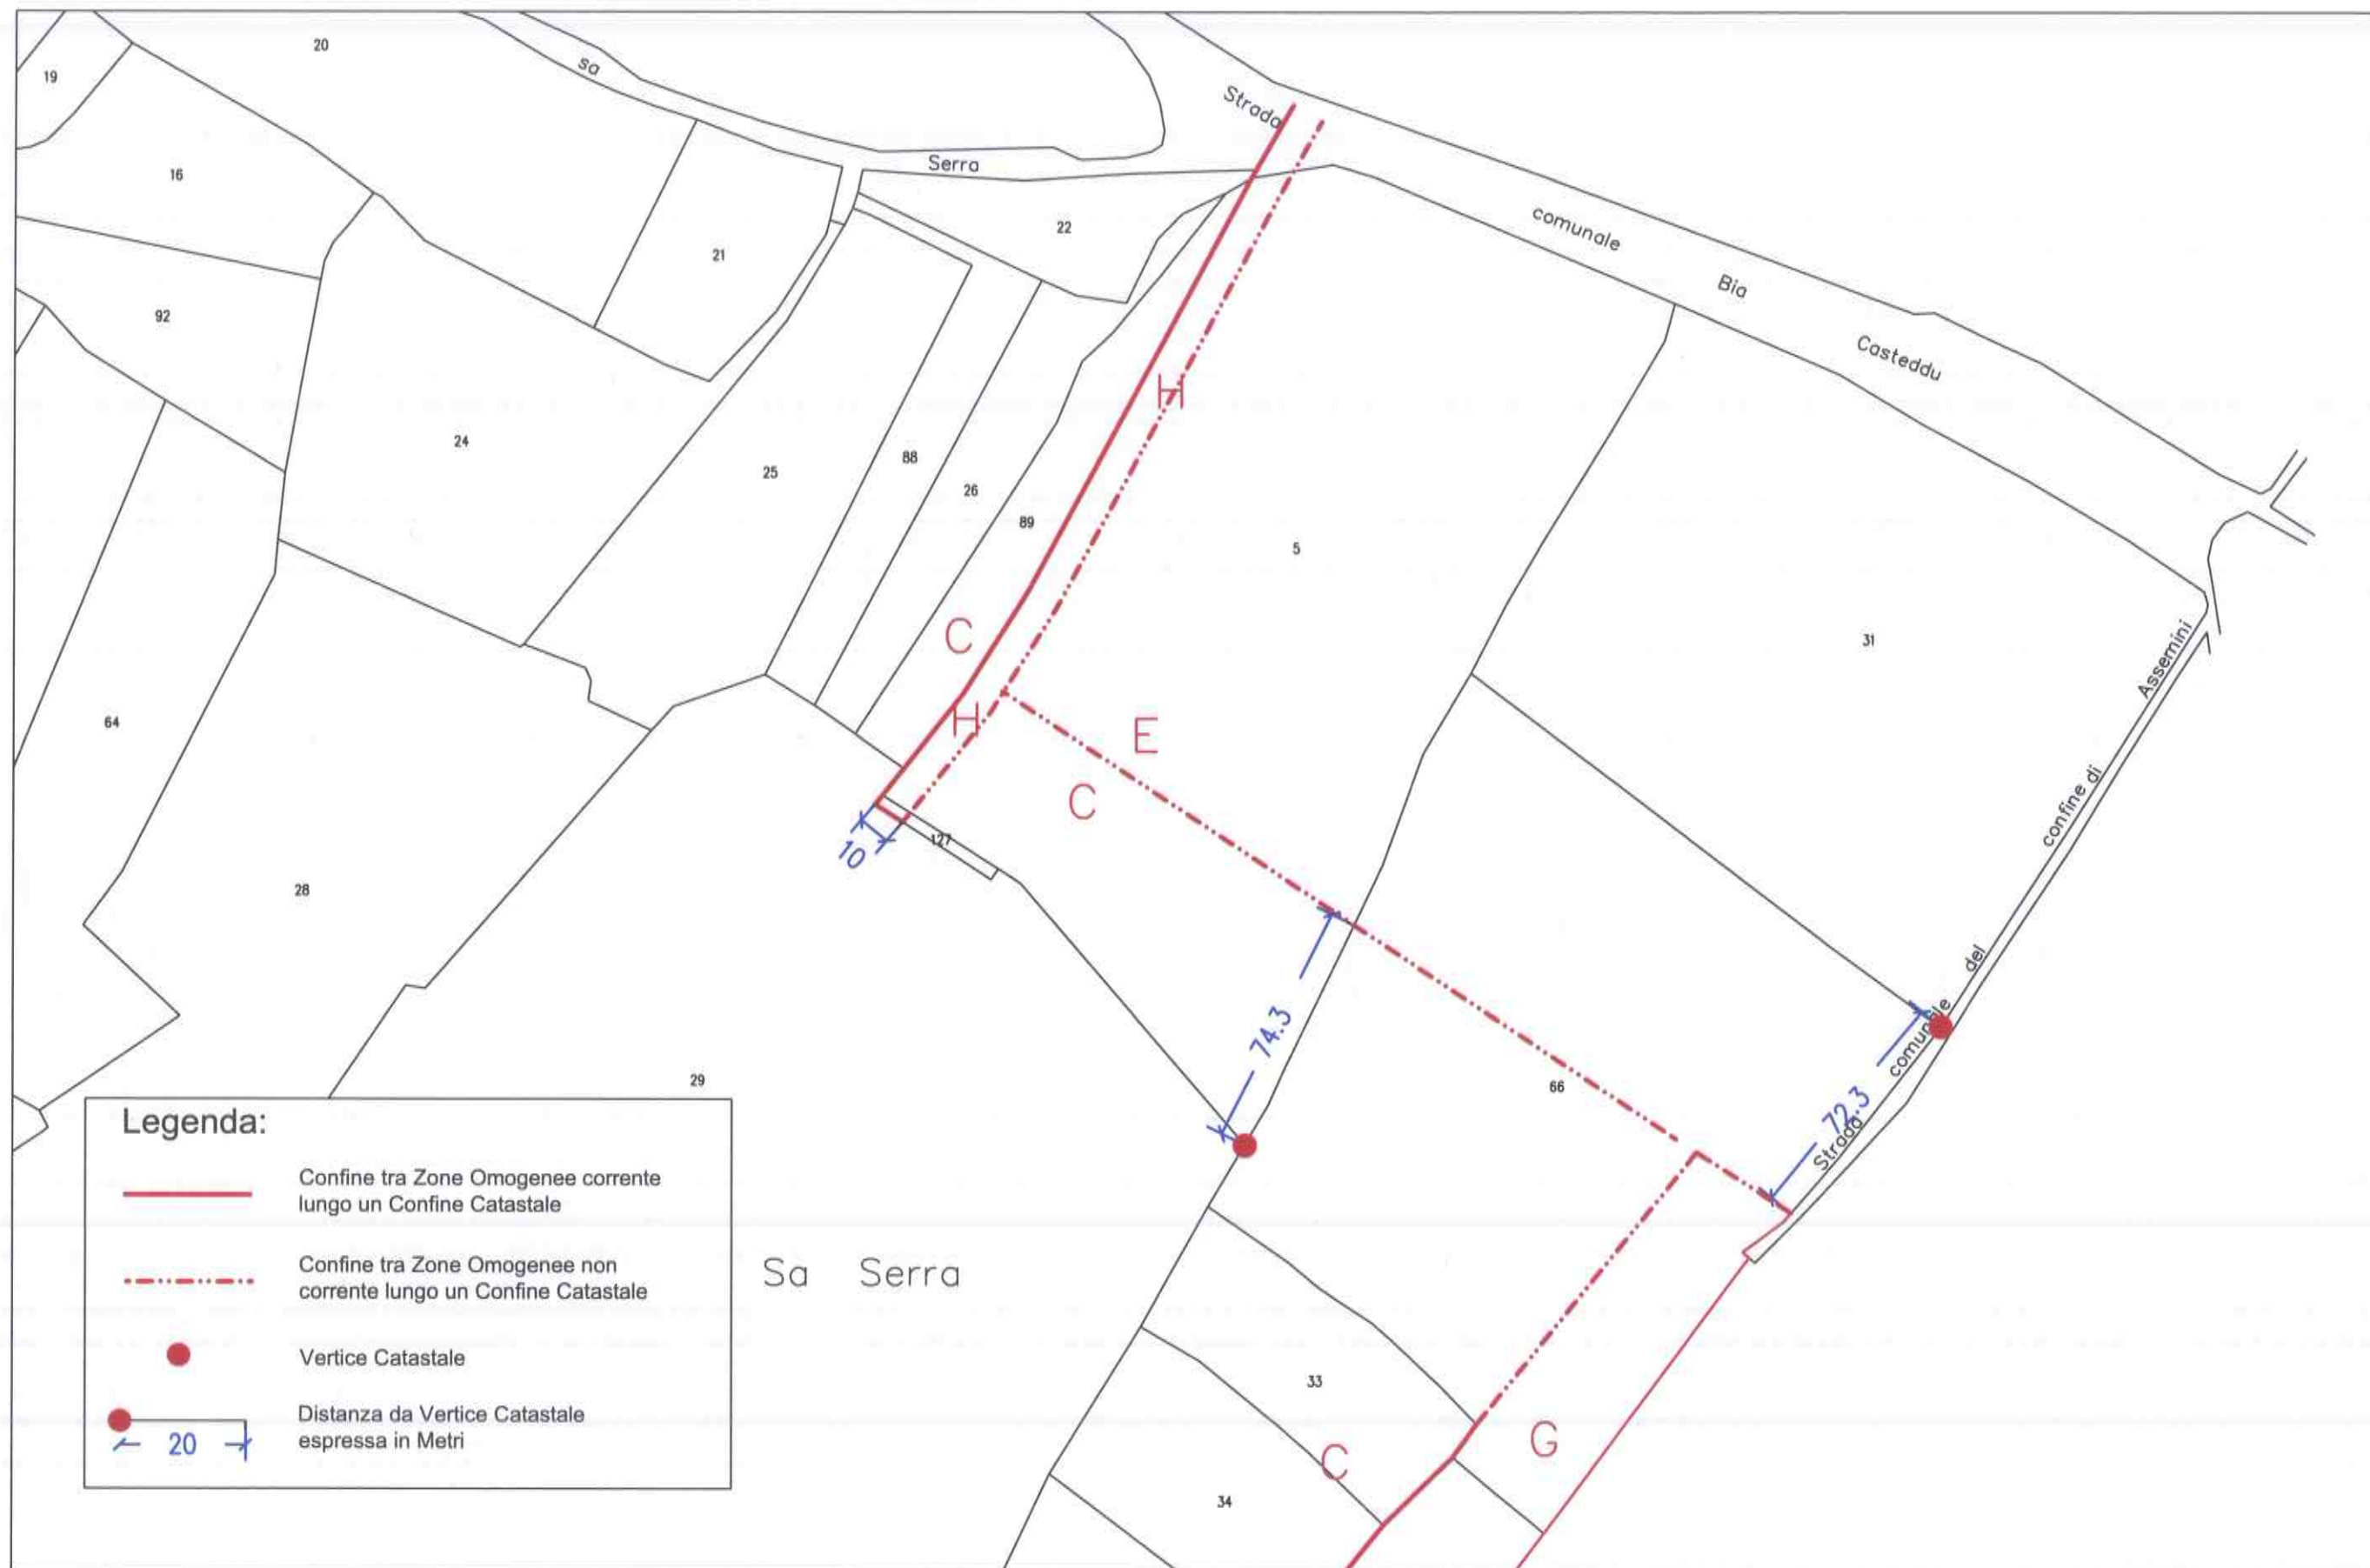 20
19
sa
Strada
Serra
16
22
comunale
21
Bia
92
Casteddu
H
24
88
25
26
89
5
C
31
Assemini
64
H
E
confine di
C
10
127
28
del
74.3
comunale
29
66
72.3
Strada
Legenda:
Confine tra Zone Omogenee corrente
lungo un Confine Catastale
Confine tra Zone Omogenee non
corrente lungo un Confine Catastale
Vertice Catastale
Distanza da Vertice Catastale
espressa in Metri
20
Sa Serra
33
C
G
34